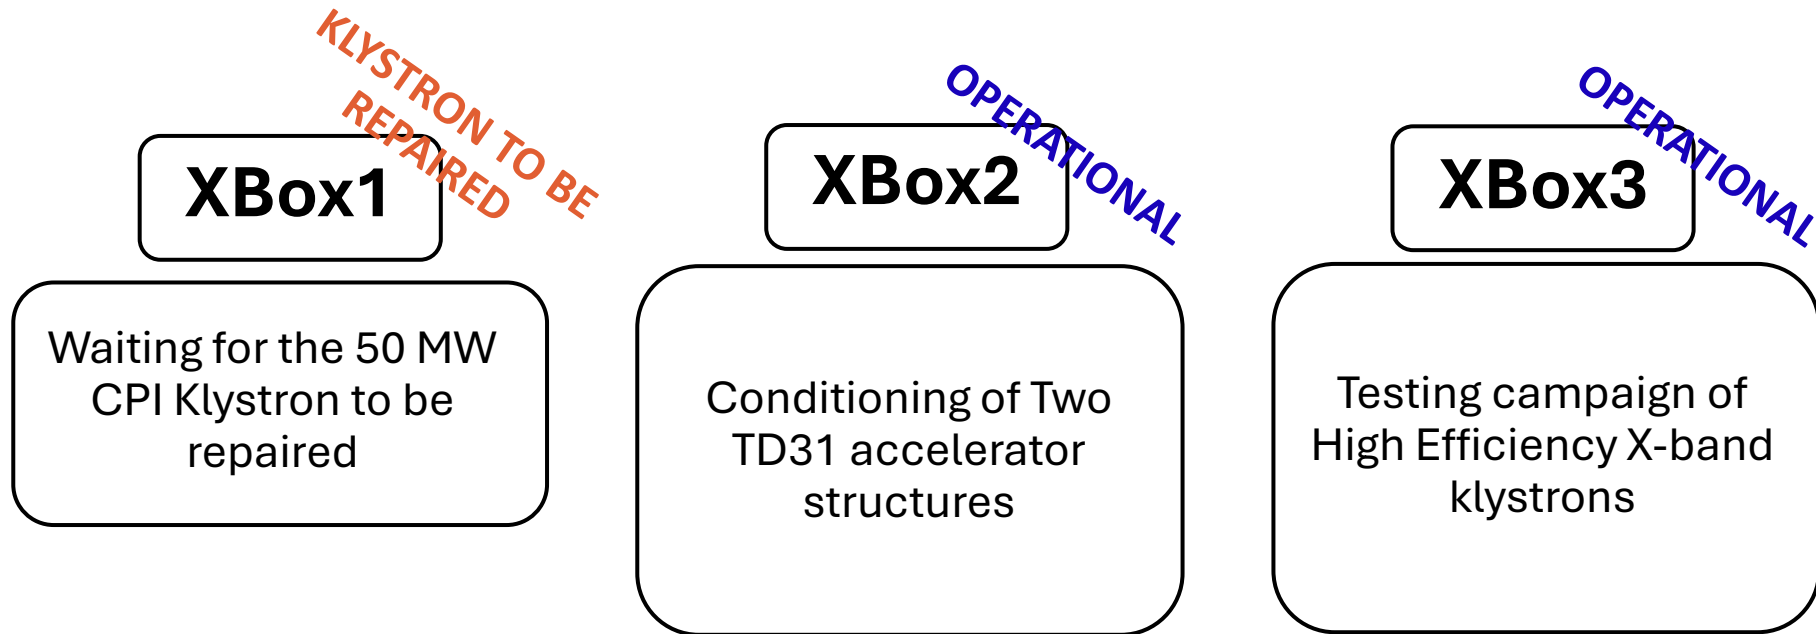 KLYSTRON TO BE
REPAIRED
XBox1
Waiting for the 50 MW
CPI Klystron to be
repaired
OPERATIONAL
XBox2
Conditioning of Two
TD31 accelerator
structures
OPERATIONAL
XBox3
Testing campaign of
High Efficiency X-band
klystrons